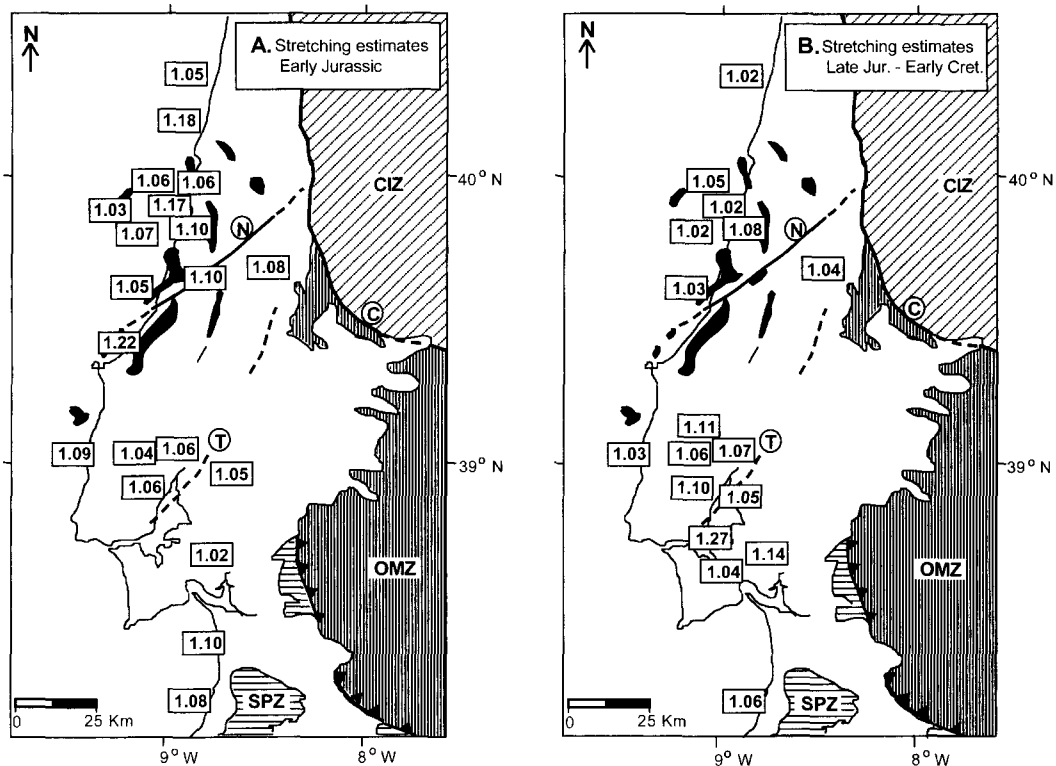 N
A. Stretching estimates
Early Jurassic
1.05
1.18
1.06
1.06
1.03
1.17
1.07
1.10
N
1.05
1.10
1.08
1.22
C
CIZ
40° N
1.09
1.04
1.06
T
1.05
1.06
39° N
1.02
OMZ
1.10
1.08
SPZ
0 25 Km
9° W 8° W
N
B. Stretching estimates
Late Jur. - Early Cret.
1.02
1.05
1.02
1.02
1.08
N
1.03
1.04
C
CIZ
40° N
1.11
1.03
1.06
1.07
T
1.10
1.05
39° N
1.27
1.14
1.04
OMZ
1.06
SPZ
0 25 Km
9° W 8° W